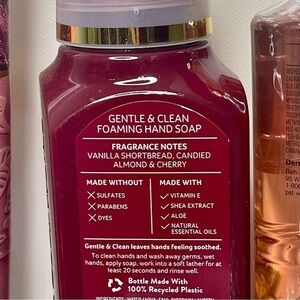 GENTLE & CLEAN
FOAMING HAND SOAP
FRAGRANCE NOTES
VANILLA SHORTBREAD, CANDIED
ALMOND & CHERRY
MADE WITHOUT
SULFATES
PARABENS
DYES
MADE WITH
VITAMIN E
SHEA EXTRACT
ALOE
NATURAL
ESSENTIAL OILS
Gentle & Clean leaves hands feeling soothed.
To clean hands and wash away germs, wet
hands, apply soap, work into a soft lather for at
least 20 seconds and rinse well.
Bottle Made With
100% Recycled Plastic